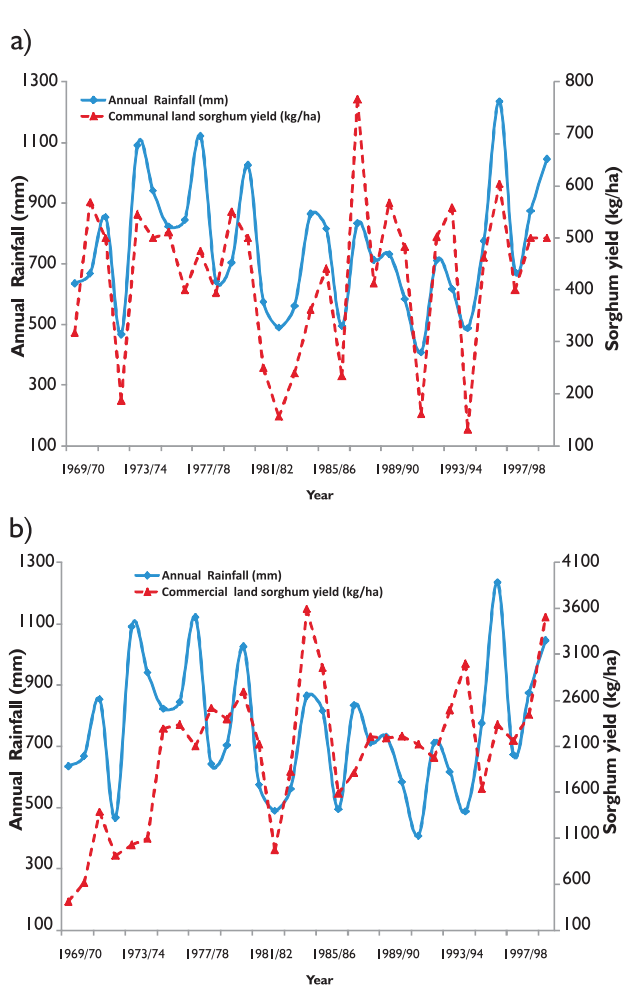 a)
1300
1100
900
700
500
300
100
Annual Rainfall (mm)
Annual Rainfall (mm)
Communal land sorghum yield (kg/ha)
800
700
600
500
400
300
200
100
Sorghum yield (kg/ha)
1969/70 1973/74 1977/78 1981/82 1985/86 1989/90 1993/94 1997/98
Year
b)
1300
1100
900
700
500
300
100
Annual Rainfall (mm)
Annual Rainfall (mm)
Commercial land sorghum yield (kg/ha)
4100
3600
3100
2600
2100
1600
1100
600
100
Sorghum yield (kg/ha)
1969/70 1973/74 1977/78 1981/82 1985/86 1989/90 1993/94 1997/98
Year